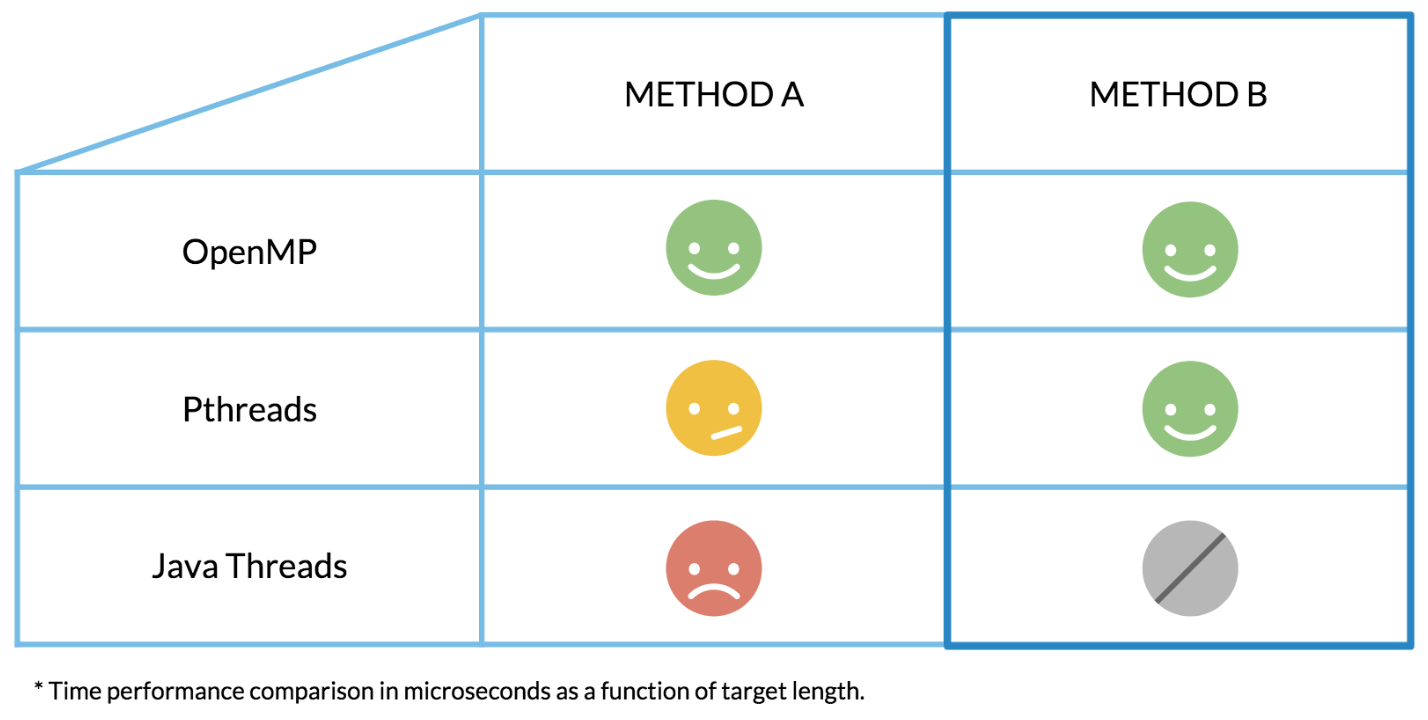 METHOD A
METHOD B
OpenMP
Pthreads
Java Threads
* Time performance comparison in microseconds as a function of target length.